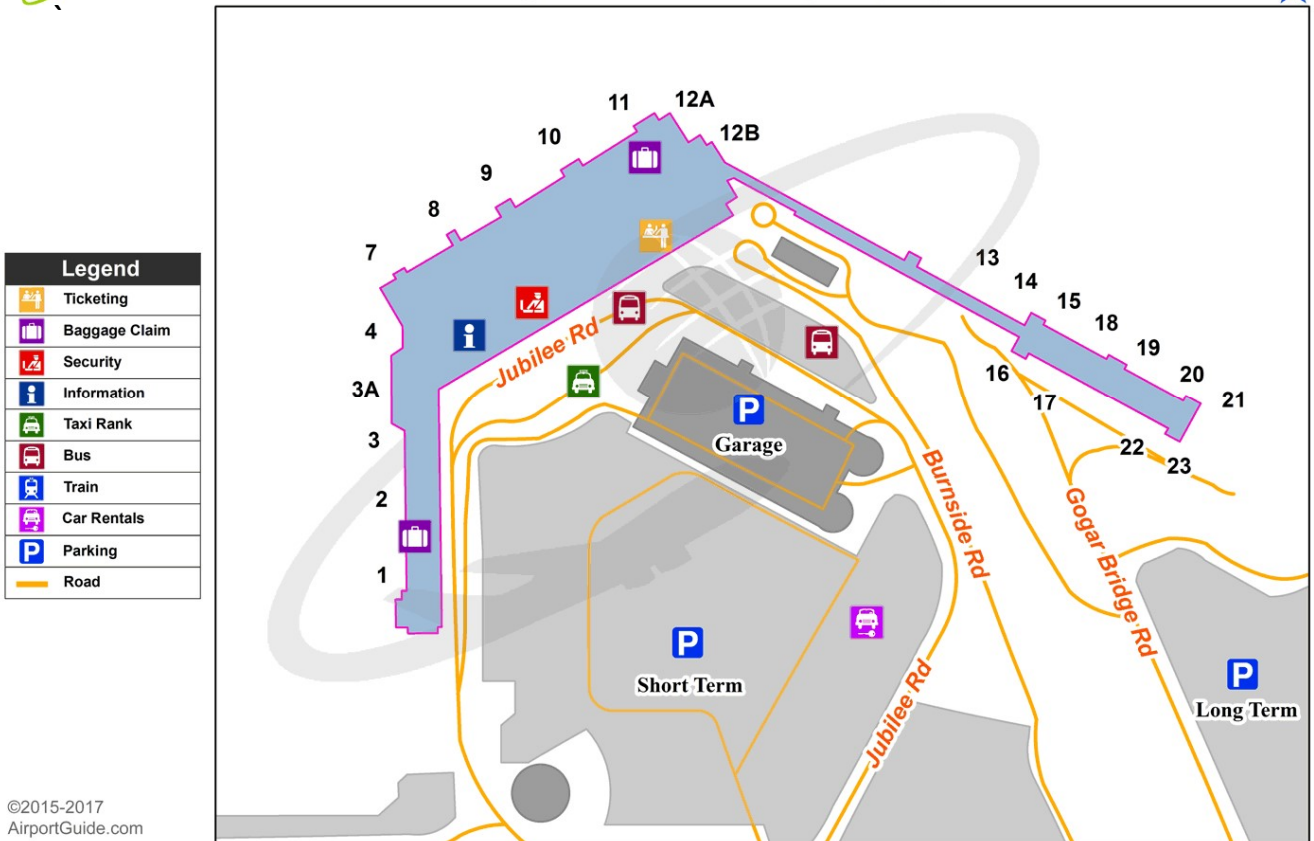 11
12A
10
12B
9
8
7
13
Legend
14
Ticketing
15
4
Jubilee Rd
18
Baggage Claim
19
Security
16
20
3A
Information
17
21
P
Taxi Rank
Garage
3
22
Bus
23
Burnside Rd
2
Train
Gogar Bridge Rd
Car Rentals
P Parking
1
Road
P
Short Term
P
Long Term
Jubilee Rd
©2015-2017
AirportGuide.com